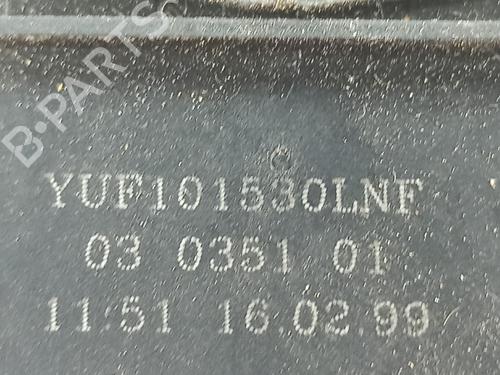 B-PARTS
C
YUF101530LNF
03 0351 01
11:51 16.02.99